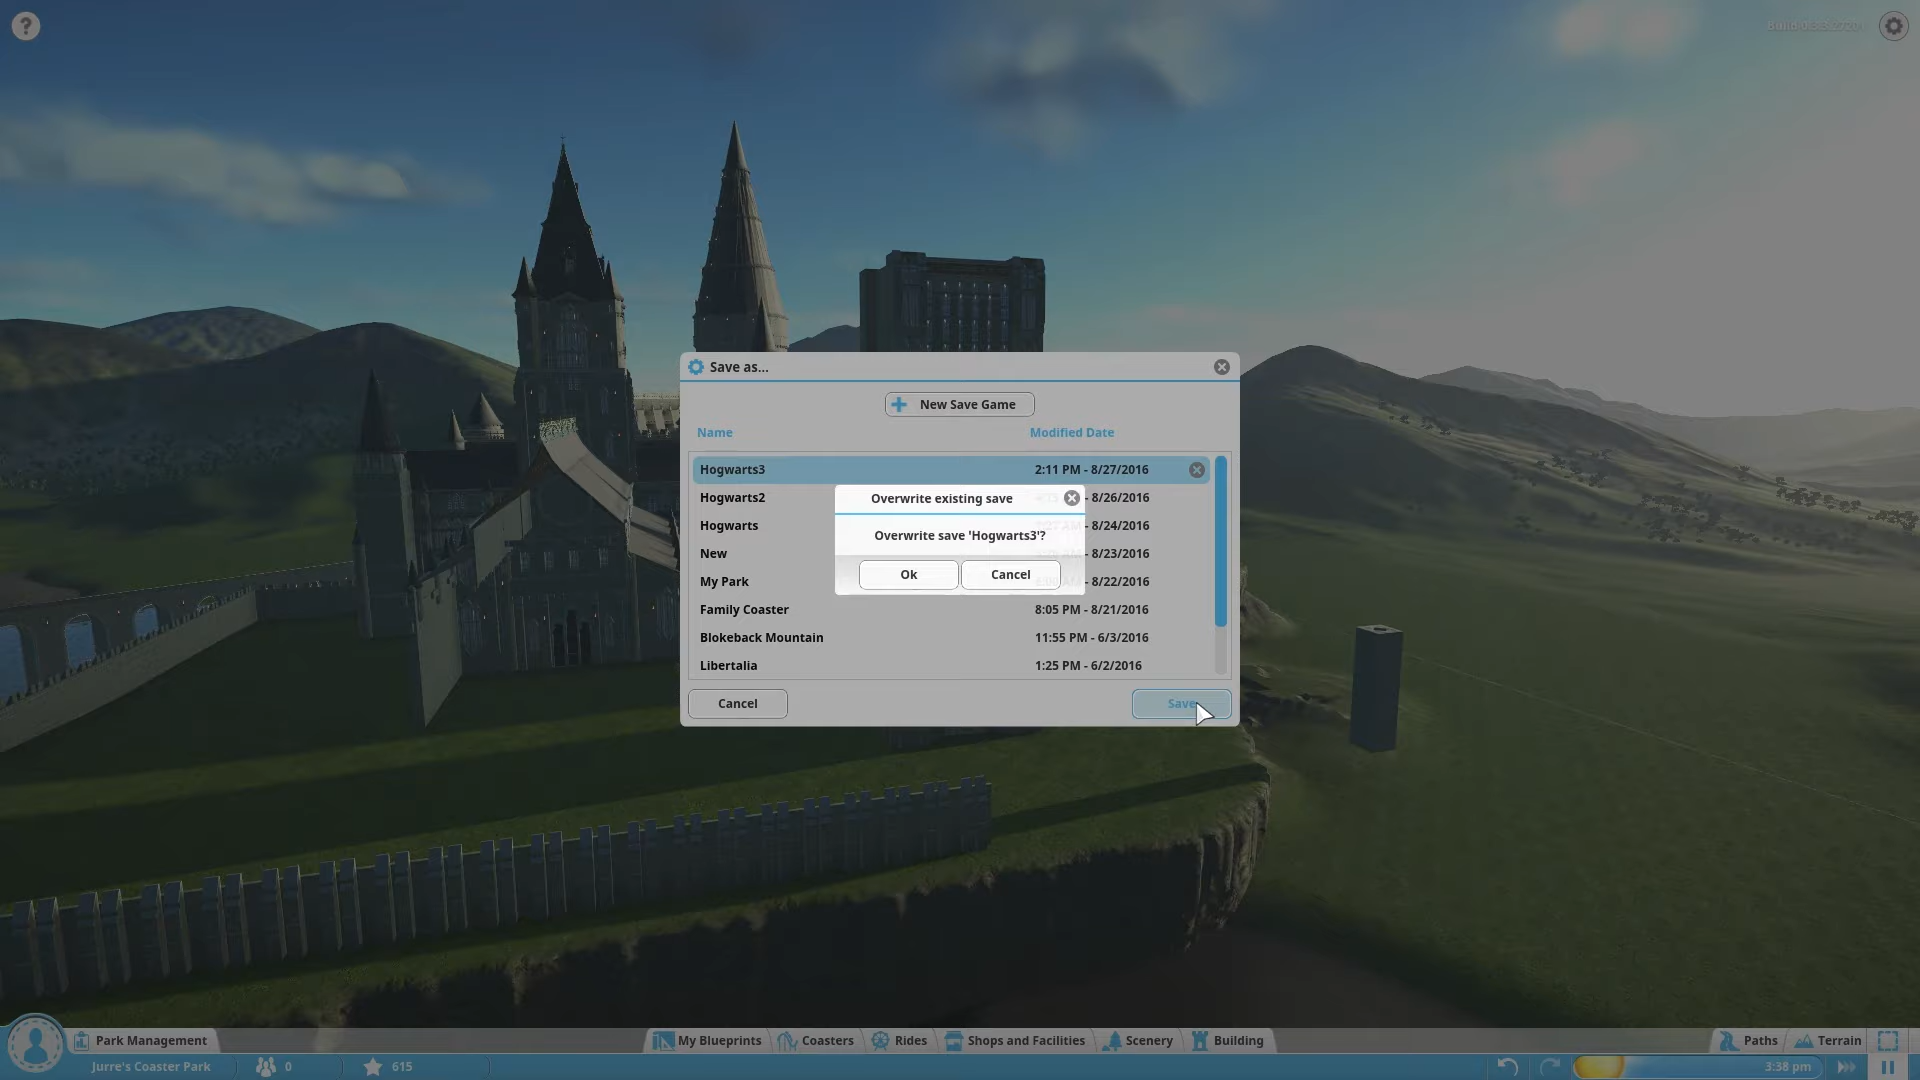 ?
Save as...
New Save Game
Name Modified Date
Hogwarts3 2:11 PM - 8/27/2016
Hogwarts2 - 8/26/2016
Overwrite existing save
Hogwarts - 8/24/2016
Overwrite save 'Hogwarts3'?
New - 8/23/2016
Ok Cancel
My Park - 8/22/2016
Family Coaster 8:05 PM - 8/21/2016
Blokeback Mountain 11:55 PM - 6/3/2016
Libertalia 1:25 PM - 6/2/2016
Cancel Save
Park Management My Blueprints Coasters Rides Shops and Facilities Scenery Building Paths Terrain
Jurre's Coaster Park 0 615 3:38 pm